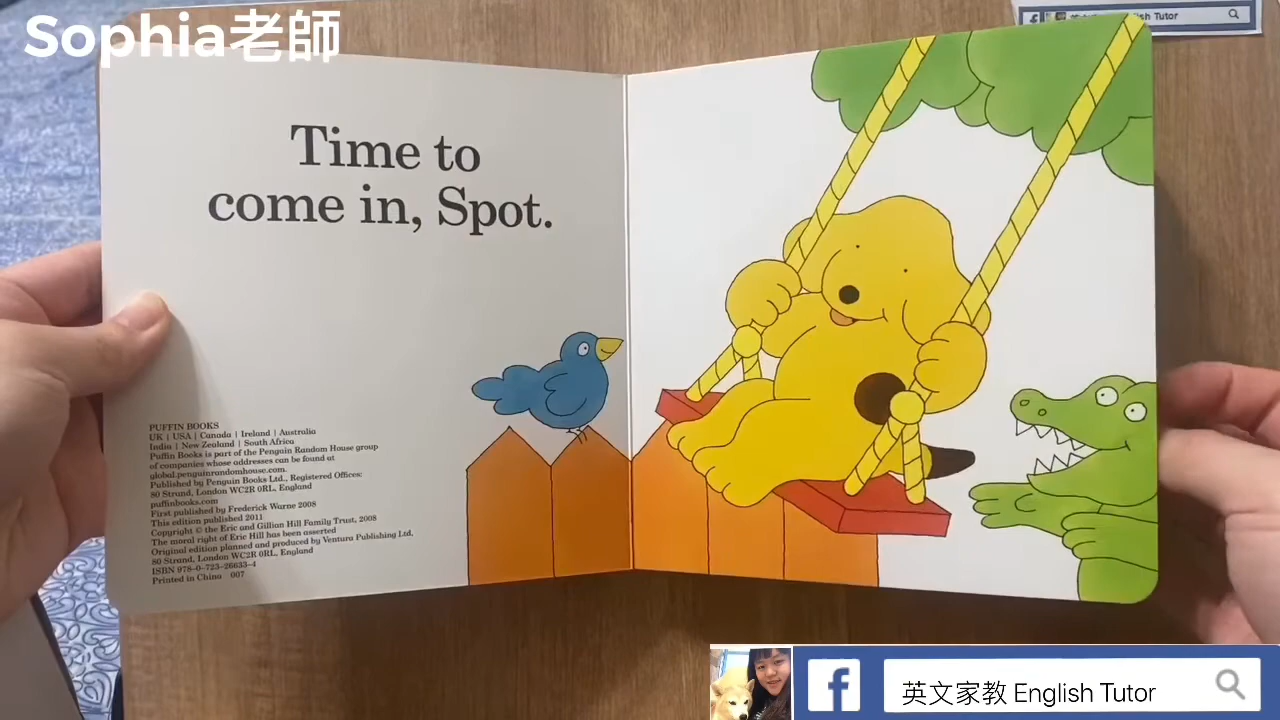 Sophia老師
English Tutor
Time to
come in, Spot.
PUFFIN BOOKS
UK | USA | Canada | Ireland | Australia
India | New Zealand | South Africa
Puffin Books is part of the Penguin Random House group
of companies whose addresses can be found at
global.penguinrandomhouse.com.
Published by Penguin Books Ltd., Registered Offices:
80 Strand, London WC2R 0RL, England
puffinbooks.com
First published by Frederick Warne 2008
This edition published 2011
Copyright © the Eric and Gillian Hill Family Trust, 2008
The moral right of Eric Hill has been asserted
Original edition planned and produced by Ventura Publishing Ltd,
80 Strand, London WC2R 0RL, England
ISBN 978-0-723-26633-4
Printed in China 007
f 英文家教 English Tutor